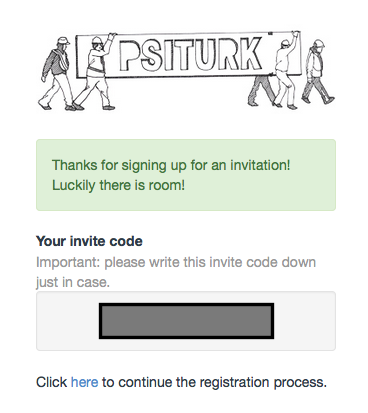 PSITURK
Thanks for signing up for an invitation!
Luckily there is room!
Your invite code
Important: please write this invite code down
just in case.
Click here to continue the registration process.